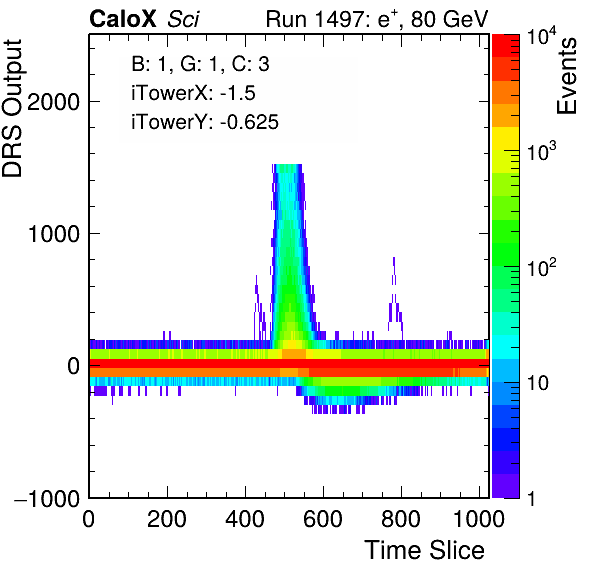 CaloX Sci Run 1497: e⁺, 80 GeV
B: 1, G: 1, C: 3
iTowerX: -1.5
iTowerY: -0.625
DRS Output
2000
1000
0
−1000
0 200 400 600 800 1000
Time Slice
Events
10⁴
10³
10²
10
1